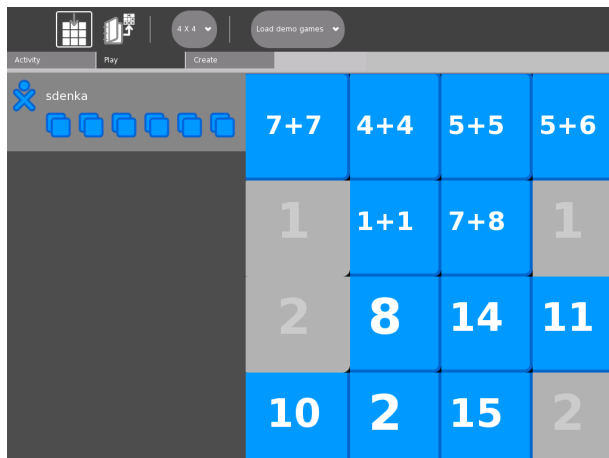 4 X 4
Load demo games
Activity
Play
Create
sdenka
7+7 4+4 5+5 5+6
1 1+1 7+8 1
2 8 14 11
10 2 15 2